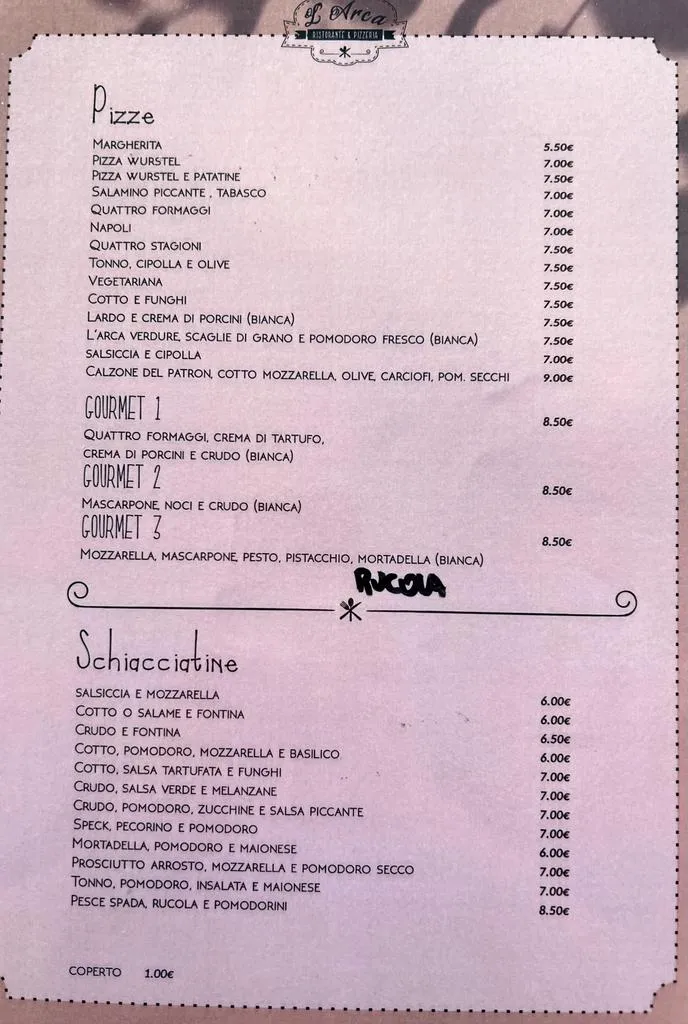 L'Arca
RISTORANTE & PIZZERIA
Pizze
MARGHERITA 5.50€
PIZZA WURSTEL 7.00€
PIZZA WURSTEL E PATATINE 7.50€
SALAMINO PICCANTE , TABASCO 7.00€
QUATTRO FORMAGGI 7.00€
NAPOLI 7.00€
QUATTRO STAGIONI 7.50€
TONNO, CIPOLLA E OLIVE 7.50€
VEGETARIANA 7.50€
COTTO E FUNGHI 7.50€
LARDO E CREMA DI PORCINI (BIANCA) 7.50€
L'ARCA VERDURE, SCAGLIE DI GRANO E POMODORO FRESCO (BIANCA) 7.50€
SALSICCIA E CIPOLLA 7.00€
CALZONE DEL PATRON, COTTO MOZZARELLA, OLIVE, CARCIOFI, POM. SECCHI 9.00€
GOURMET 1 8.50€
QUATTRO FORMAGGI, CREMA DI TARTUFO,
CREMA DI PORCINI E CRUDO (BIANCA)
GOURMET 2 8.50€
MASCARPONE, NOCI E CRUDO (BIANCA)
GOURMET 3 8.50€
MOZZARELLA, MASCARPONE, PESTO, PISTACCHIO, MORTADELLA (BIANCA)
RUCOLA
Schiacciatine
SALSICCIA E MOZZARELLA 6.00€
COTTO O SALAME E FONTINA 6.00€
CRUDO E FONTINA 6.50€
COTTO, POMODORO, MOZZARELLA E BASILICO 6.00€
COTTO, SALSA TARTUFATA E FUNGHI 7.00€
CRUDO, SALSA VERDE E MELANZANE 7.00€
CRUDO, POMODORO, ZUCCHINE E SALSA PICCANTE 7.00€
SPECK, PECORINO E POMODORO 7.00€
MORTADELLA, POMODORO E MAIONESE 6.00€
PROSCIUTTO ARROSTO, MOZZARELLA E POMODORO SECCO 7.00€
TONNO, POMODORO, INSALATA E MAIONESE 7.00€
PESCE SPADA, RUCOLA E POMODORINI 8.50€
COPERTO 1.00€